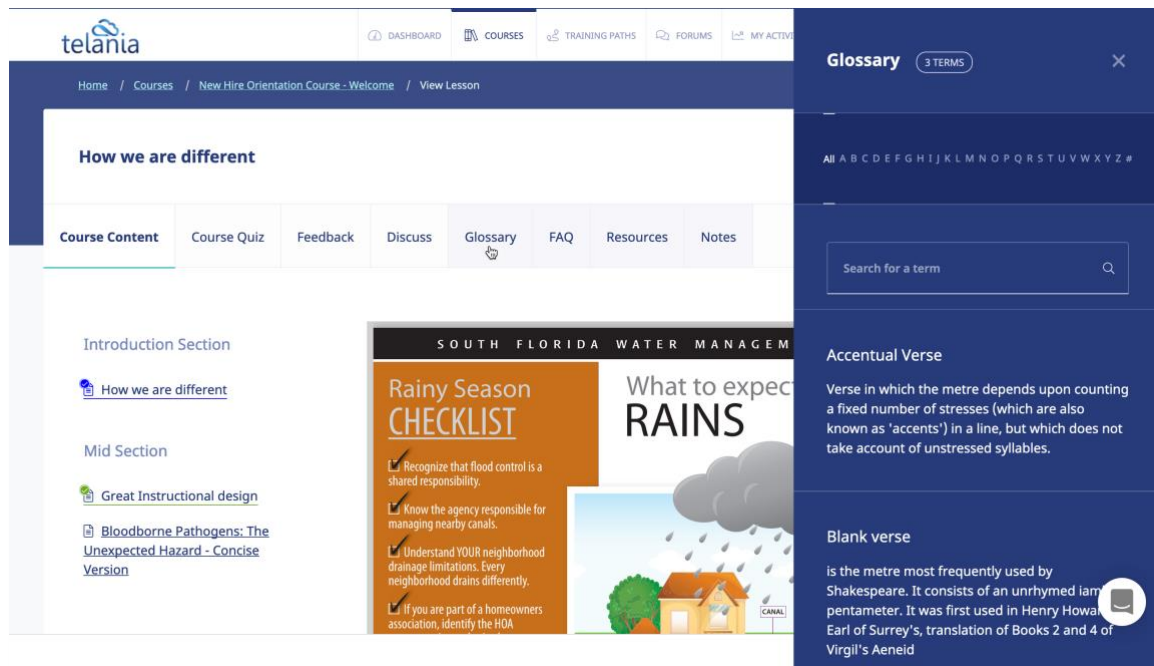 telania
DASHBOARD
COURSES
TRAINING PATHS
FORUMS
Home / Courses / New Hire Orientation Course - Welcome / View Lesson
How we are different
Course Content
Course Quiz
Feedback
Discuss
Glossary
FAQ
Resources
Notes
Introduction Section
How we are different
Mid Section
Great Instructional design
Bloodborne Pathogens: The
Unexpected Hazard - Concise
Version
SOUTH FLORIDA WATER
Rainy Season
CHECKLIST
Recognize that flood control is a
shared responsibility.
Know the agency responsible for
managing nearby canals.
Understand YOUR neighborhood
drainage limitations. Every
neighborhood drains differently.
If you are part of a homeowners
association, identify the HOA
What to
RAINS
CANAL
Glossary
3 TERMS
All A B C D E F G H I J K L M N O P Q R S T U V W X Y Z #
Search for a term
Accentual Verse
Verse in which the metre depends upon counting
a fixed number of stresses (which are also
known as 'accents') in a line, but which does not
take account of unstressed syllables.
Blank verse
is the metre most frequently used by
Shakespeare. It consists of an unrhymed
pentameter. It was first used in Henry
Earl of Surrey's, translation of Books 2 and 4 of
Virgil's Aeneid